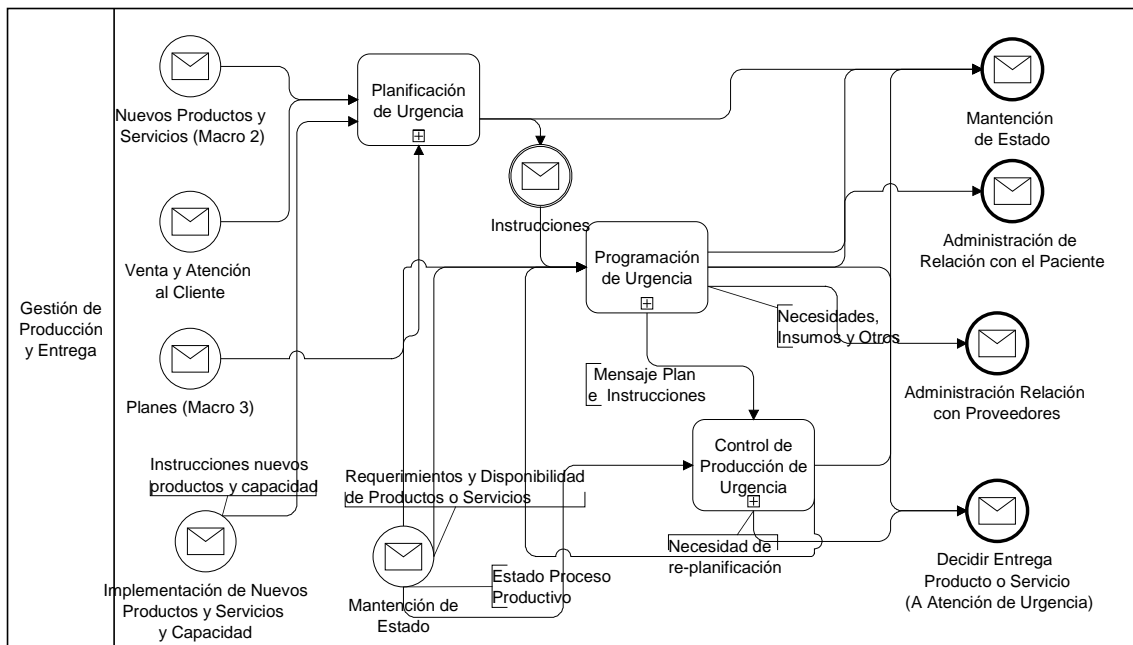 Gestión de
Producción
y Entrega
Nuevos Productos y
Servicios (Macro 2)
Venta y Atención
al Cliente
Planes (Macro 3)
Instrucciones nuevos
productos y capacidad
Implementación de Nuevos
Productos y Servicios
y Capacidad
Planificación
de Urgencia
Instrucciones
Programación
de Urgencia
Necesidades,
Insumos y Otros
Mensaje Plan
e Instrucciones
Requerimientos y Disponibilidad
de Productos o Servicios
Control de
Producción de
Urgencia
Necesidad de
re-planificación
Estado Proceso
Productivo
Mantención de
Estado
Mantención
de Estado
Administración de
Relación con el Paciente
Administración Relación
con Proveedores
Decidir Entrega
Producto o Servicio
(A Atención de Urgencia)